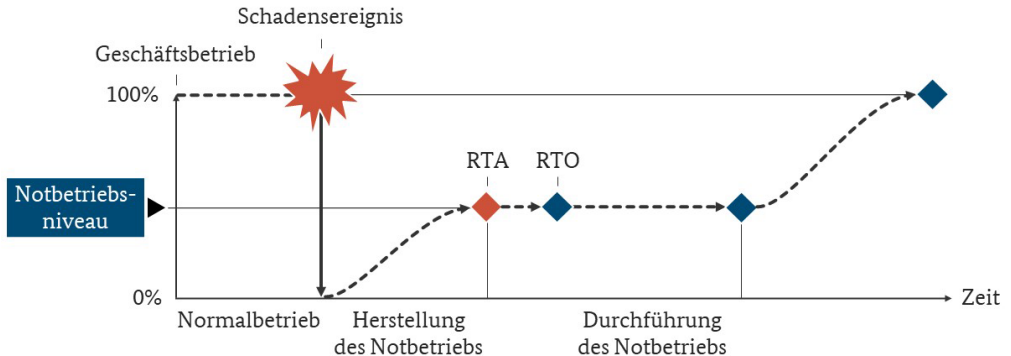 Schadensereignis
Geschäftsbetrieb
100%
RTA
RTO
Notbetriebs-
niveau
0%
Zeit
Normalbetrieb
Herstellung
des Notbetriebs
Durchführung
des Notbetriebs